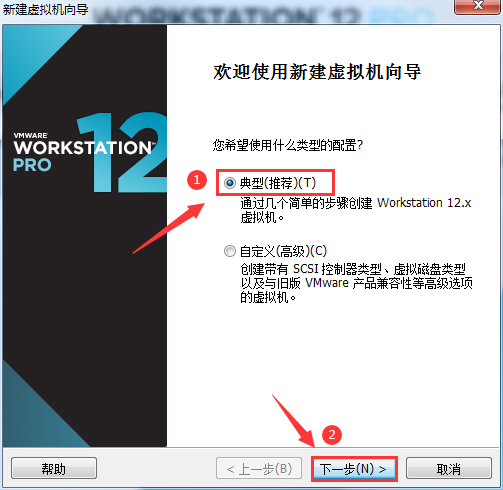 新建虚拟机向导
WORKSTATION 12 PRO
欢迎使用新建虚拟机向导
VMWARE
WORKSTATION
PRO
12
您希望使用什么类型的配置?
1
典型(推荐)(T)
通过几个简单的步骤创建 Workstation 12.x
虚拟机。
自定义(高级)(C)
创建带有 SCSI 控制器类型、虚拟磁盘类型
以及与旧版 VMware 产品兼容性等高级选项
的虚拟机。
2
帮助
< 上一步(B)
下一步(N) >
取消